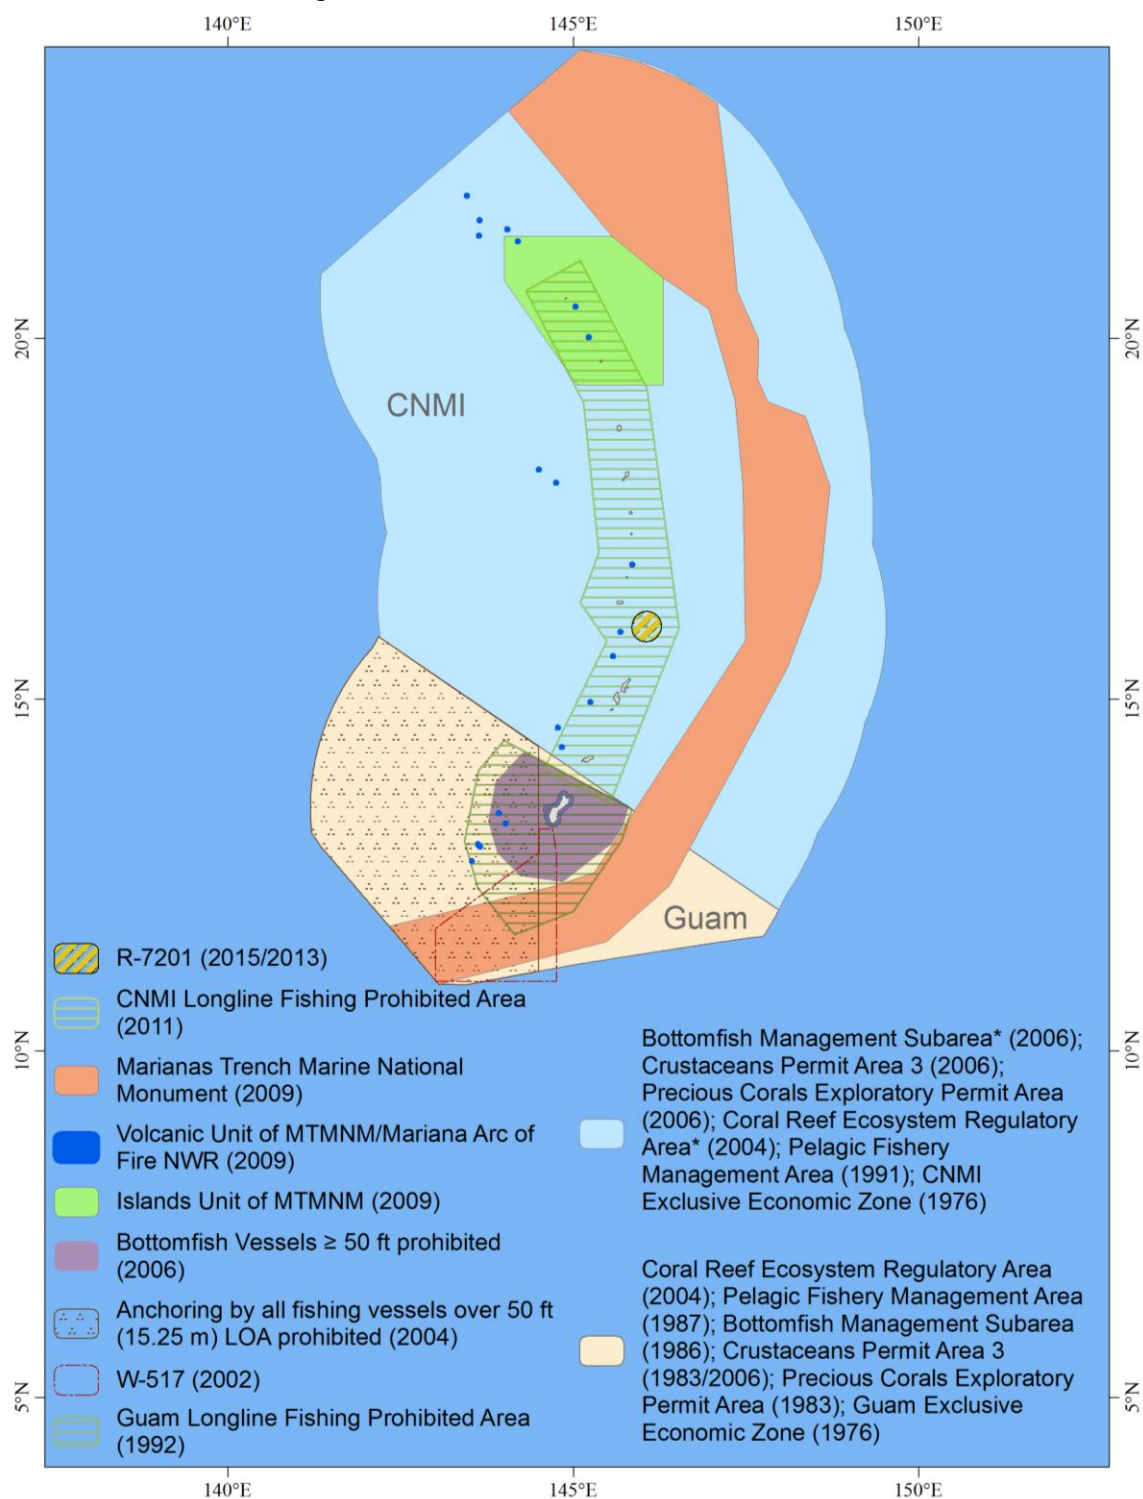 140°E 145°E 150°E
20°N
20°N
CNMI
15°N
15°N
Guam
R-7201 (2015/2013)
CNMI Longline Fishing Prohibited Area
(2011)
Marianas Trench Marine National
Monument (2009)
Volcanic Unit of MTMNM/Mariana Arc of
Fire NWR (2009)
Islands Unit of MTMNM (2009)
Bottomfish Vessels ≥ 50 ft prohibited
(2006)
Anchoring by all fishing vessels over 50 ft
(15.25 m) LOA prohibited (2004)
W-517 (2002)
Guam Longline Fishing Prohibited Area
(1992)
10°N
10°N
Bottomfish Management Subarea* (2006);
Crustaceans Permit Area 3 (2006);
Precious Corals Exploratory Permit Area
(2006); Coral Reef Ecosystem Regulatory
Area* (2004); Pelagic Fishery
Management Area (1991); CNMI
Exclusive Economic Zone (1976)
Coral Reef Ecosystem Regulatory Area
(2004); Pelagic Fishery Management Area
(1987); Bottomfish Management Subarea
(1986); Crustaceans Permit Area 3
(1983/2006); Precious Corals Exploratory
Permit Area (1983); Guam Exclusive
Economic Zone (1976)
5°N
5°N
140°E 145°E 150°E